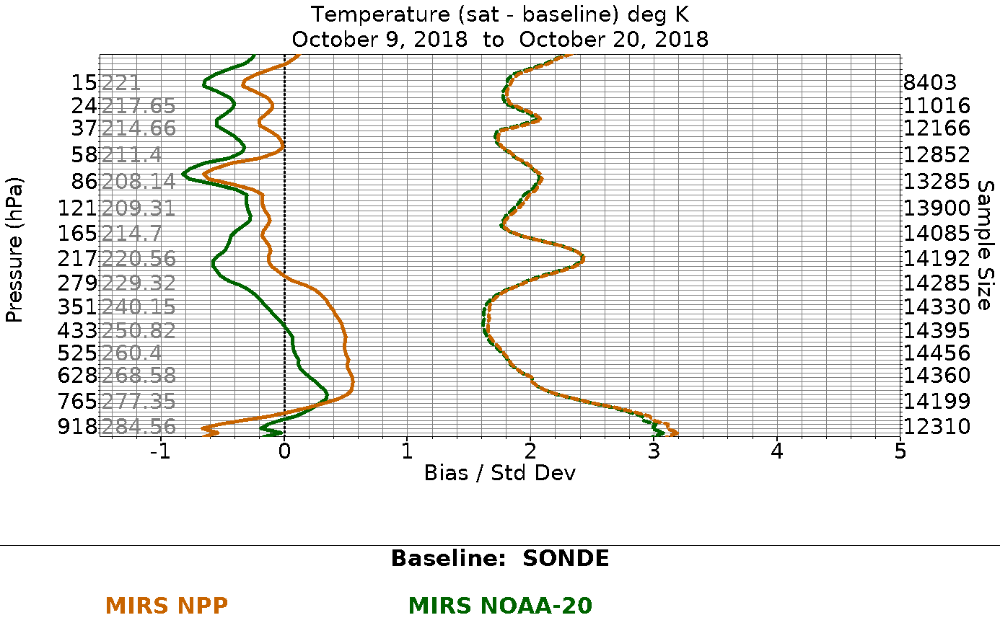 Temperature (sat - baseline) deg K
October 9, 2018 to October 20, 2018
Pressure (hPa)
15 221 8403
24 217.65 11016
37 214.66 12166
58 211.4 12852
86 208.14 13285
121 209.31 13900
165 214.7 14085
217 220.56 14192
279 229.32 14285
351 240.15 14330
433 250.82 14395
525 260.4 14456
628 268.58 14360
765 277.35 14199
918 284.56 12310
Sample Size
-1 0 1 2 3 4 5
Bias / Std Dev
Baseline: SONDE
MIRS NPP MIRS NOAA-20